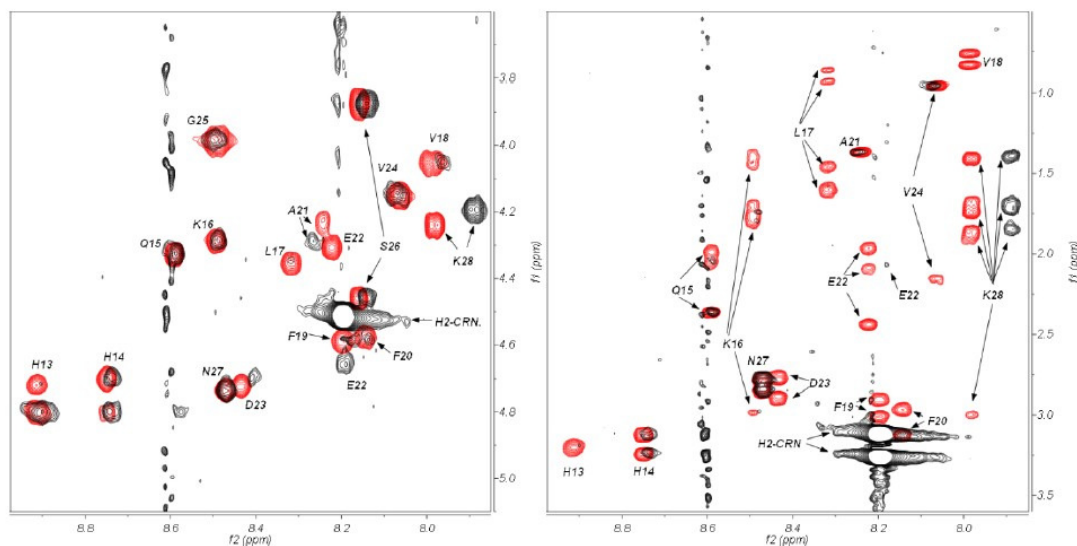 3.8
4.0
4.2
4.4
4.6
4.8
5.0
f1 (ppm)
8.8 8.6 8.4 8.2 8.0
f2 (ppm)
G25
V18
V24
A21
E22
K16
Q15
L17
S26
K28
H2-CRN.
F19
F20
E22
H13
H14
N27
D23
1.0
1.5
2.0
2.5
3.0
3.5
f1 (ppm)
8.8 8.6 8.4 8.2 8.0
f2 (ppm)
V18
L17
A21
V24
Q15
E22
E22
K28
K16
N27
D23
F19
F20
H2-CRN
H13
H14